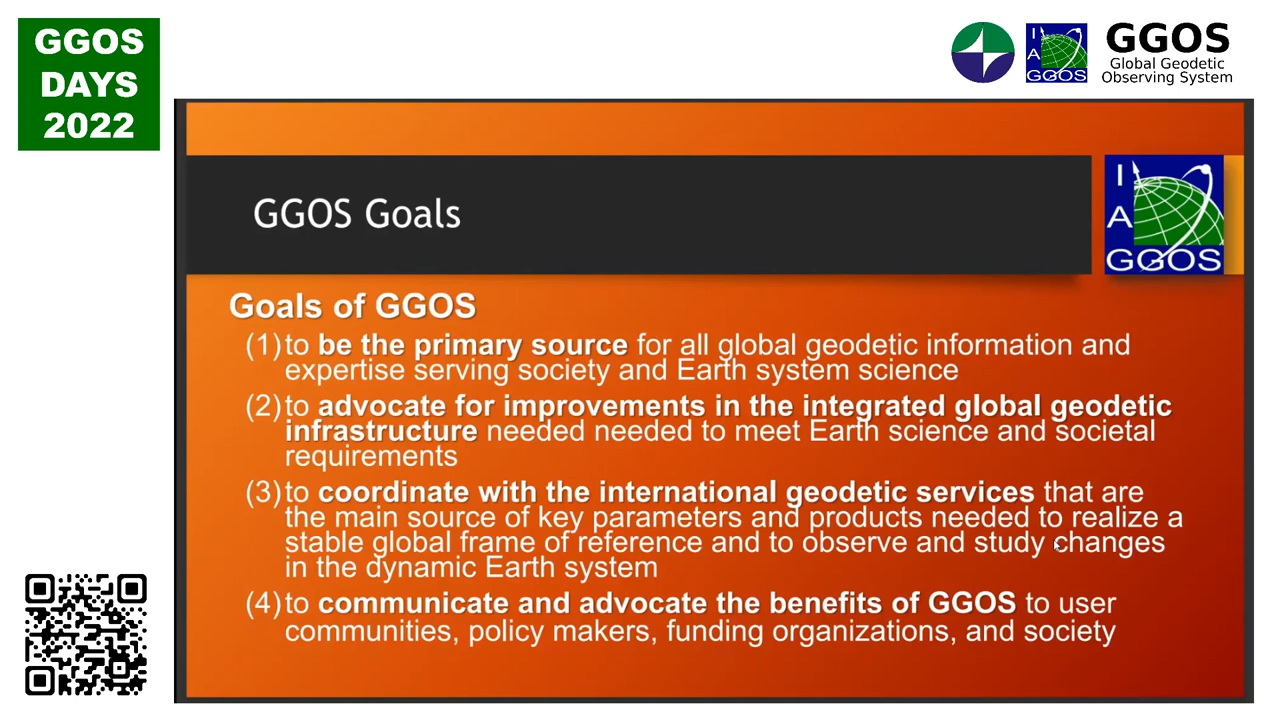 GGOS
DAYS
2022
I
A
GGOS
GGOS
Global Geodetic
Observing System
GGOS Goals
I
A
GGOS
Goals of GGOS
(1) to be the primary source for all global geodetic information and
expertise serving society and Earth system science
(2) to advocate for improvements in the integrated global geodetic
infrastructure needed needed to meet Earth science and societal
requirements
(3) to coordinate with the international geodetic services that are
the main source of key parameters and products needed to realize a
stable global frame of reference and to observe and study changes
in the dynamic Earth system
(4) to communicate and advocate the benefits of GGOS to user
communities, policy makers, funding organizations, and society